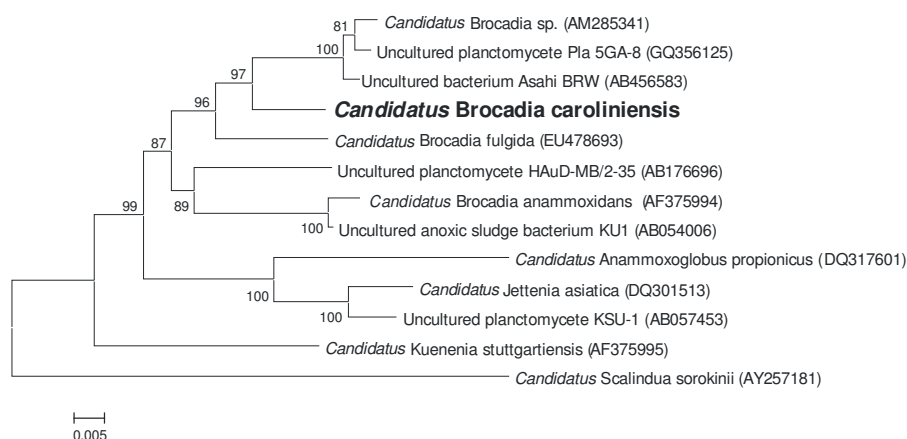 81
Candidatus Brocadia sp. (AM285341)
100
Uncultured planctomycete Pla 5GA-8 (GQ356125)
97
Uncultured bacterium Asahi BRW (AB456583)
96
Candidatus Brocadia caroliniensis
87
Candidatus Brocadia fulgida (EU478693)
Uncultured planctomycete HAuD-MB/2-35 (AB176696)
99
89
Candidatus Brocadia anammoxidans (AF375994)
100
Uncultured anoxic sludge bacterium KU1 (AB054006)
Candidatus Anammoxoglobus propionicus (DQ317601)
100
Candidatus Jettenia asiatica (DQ301513)
100
Uncultured planctomycete KSU-1 (AB057453)
Candidatus Kuenenia stuttgartiensis (AF375995)
Candidatus Scalindua sorokinii (AY257181)
0.005